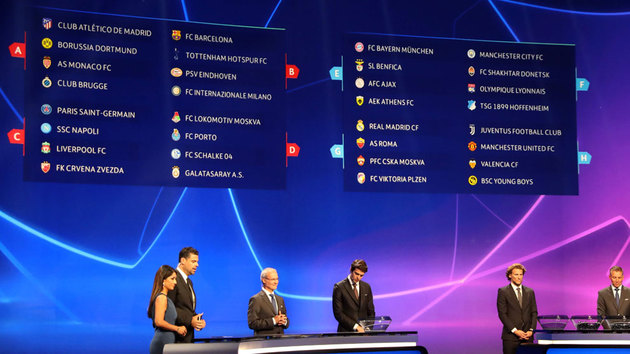 A
CLUB ATLÉTICO DE MADRID
BORUSSIA DORTMUND
AS MONACO FC
CLUB BRUGGE
B
FC BARCELONA
TOTTENHAM HOTSPUR FC
PSV EINDHOVEN
FC INTERNAZIONALE MILANO
C
PARIS SAINT-GERMAIN
SSC NAPOLI
LIVERPOOL FC
FK CRVENA ZVEZDA
D
FC LOKOMOTIV MOSKVA
FC PORTO
FC SCHALKE 04
GALATASARAY A.S.
E
FC BAYERN MÜNCHEN
SL BENFICA
AFC AJAX
AEK ATHENS FC
F
MANCHESTER CITY FC
FC SHAKHTAR DONETSK
OLYMPIQUE LYONNAIS
TSG 1899 HOFFENHEIM
G
REAL MADRID CF
AS ROMA
PFC CSKA MOSKVA
FC VIKTORIA PLZEN
H
JUVENTUS FOOTBALL CLUB
MANCHESTER UNITED FC
VALENCIA CF
BSC YOUNG BOYS